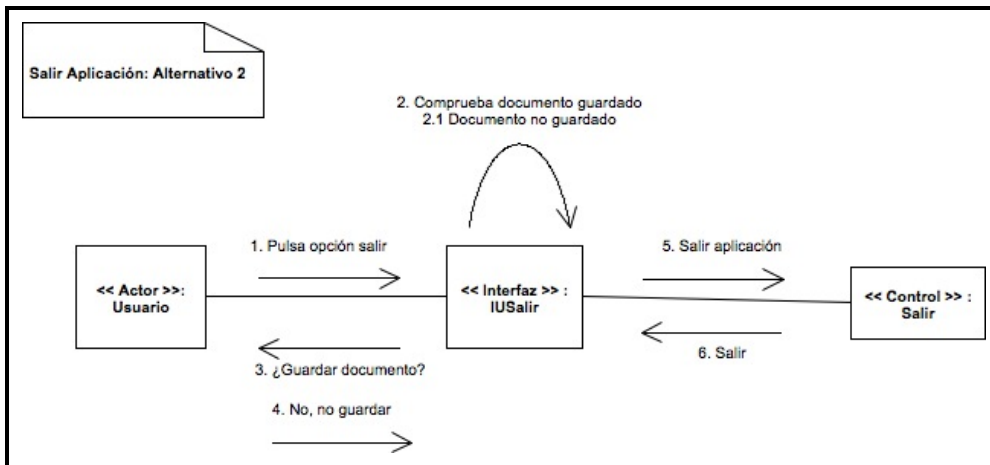 Salir Aplicación: Alternativo 2
2. Comprueba documento guardado
2.1 Documento no guardado
1. Pulsa opción salir
5. Salir aplicación
<< Actor >>:
Usuario
<< Interfaz >> :
IUSalir
<< Control >> :
Salir
3. ¿Guardar documento?
6. Salir
4. No, no guardar